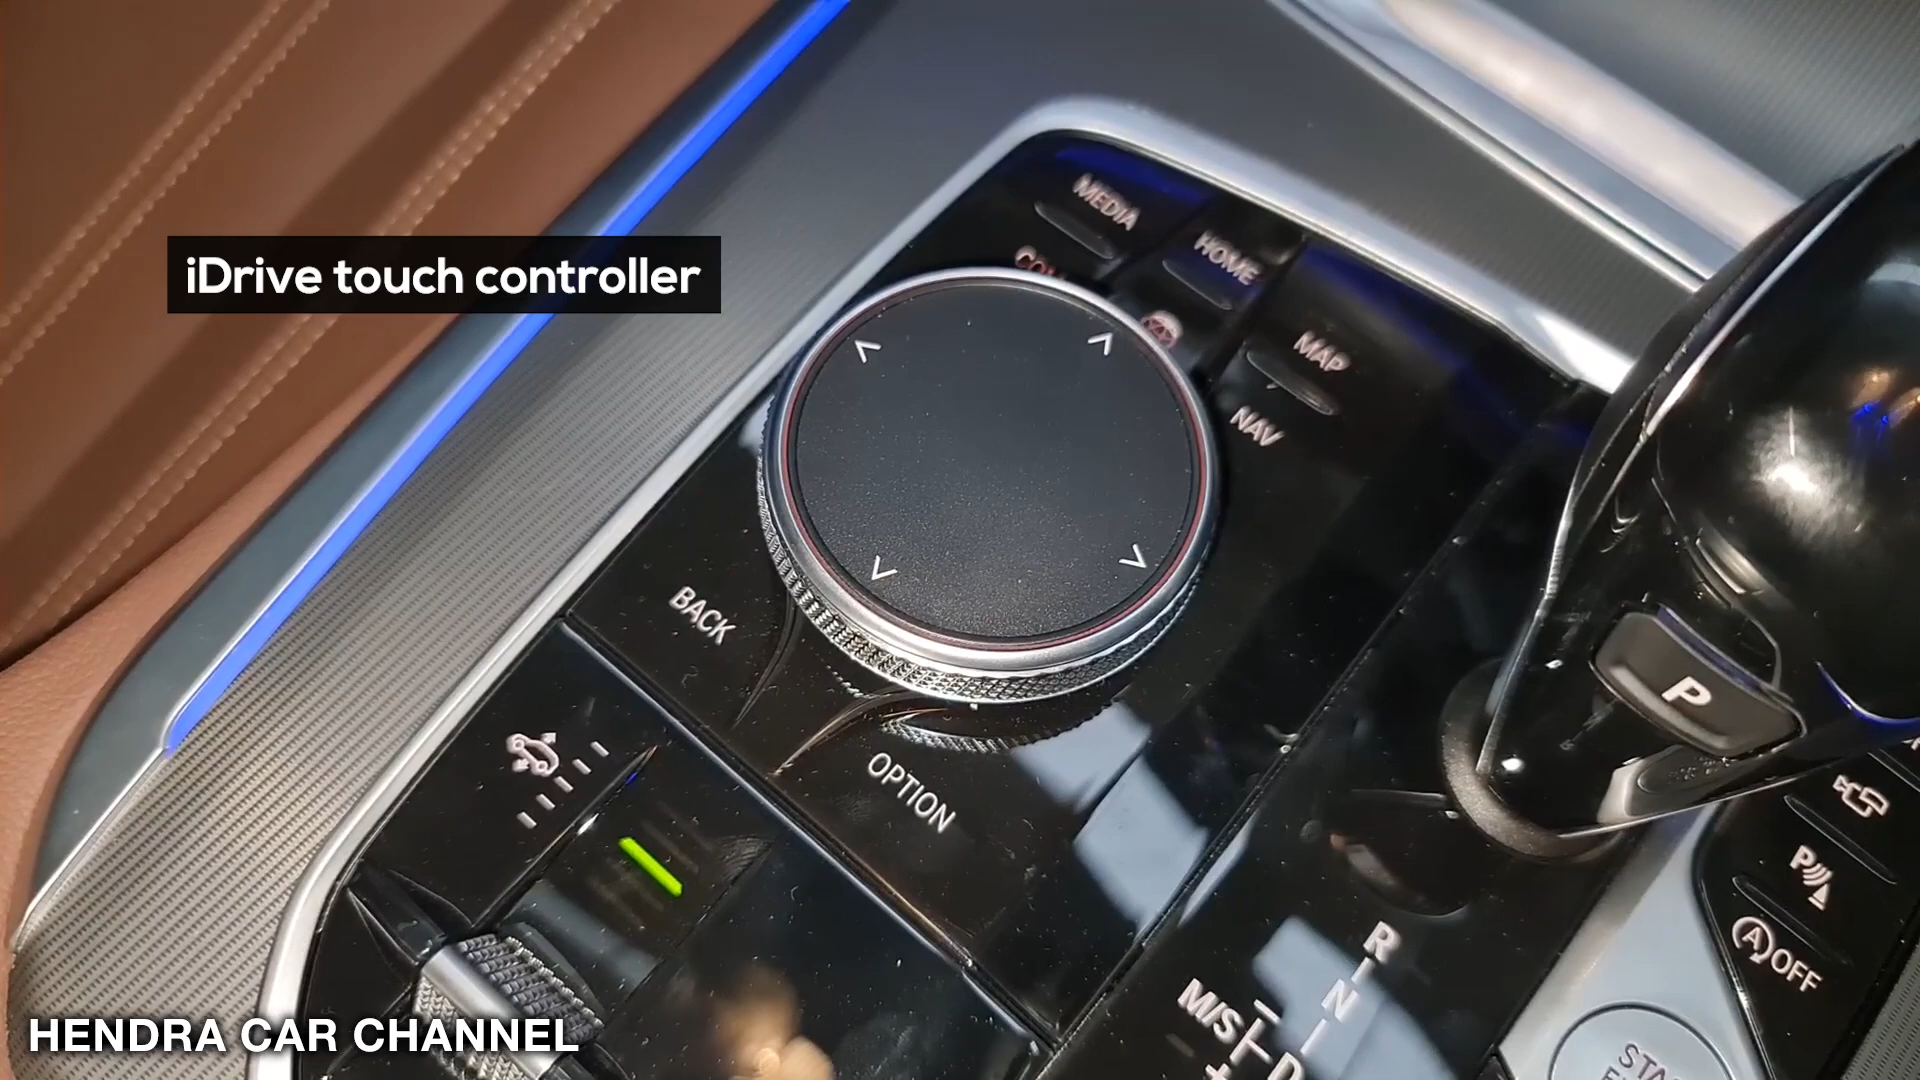 iDrive touch controller
MEDIA
HOME
MAP
NAV
BACK
OPTION
P
R
N
D
M/S
+
P
A OFF
HENDRA CAR CHANNEL